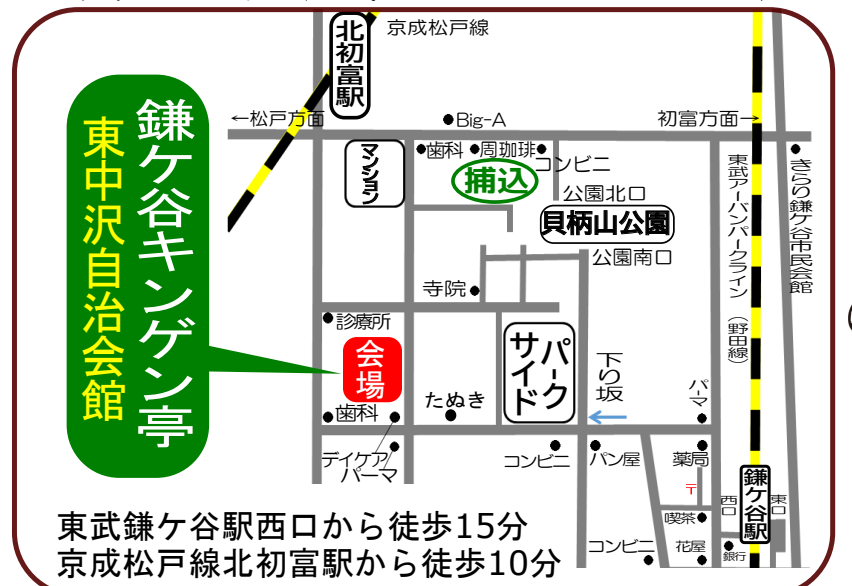 京成松戸線
北初富駅
←松戸方面
●Big-A
初富方面→
鎌ケ谷キンゲン亭
東中沢自治会館
マンション
●歯科
●周珈琲●
コンビニ
捕込
公園北口
貝柄山公園
公園南口
東武アーバンパークライン（野田線）
きらり鎌ケ谷市民会館
寺院●
診療所
会場
パークサイド
下り坂
←
パーマ
たぬき
歯科
デイケア
パーマ
コンビニ
パン屋
薬局
〒
喫茶●
西口
鎌ケ谷駅
東口
コンビニ
花屋
銀行
東武鎌ケ谷駅西口から徒歩15分
京成松戸線北初富駅から徒歩10分